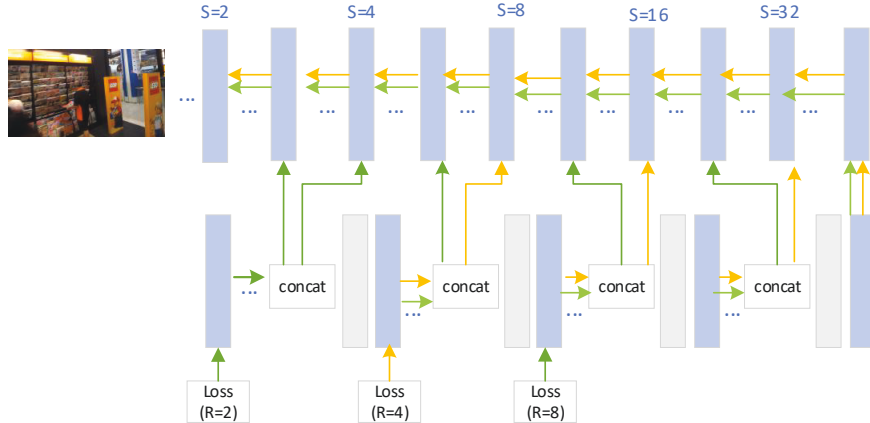 S=2 S=4 S=8 S=16 S=32
... ... ... ... ... ... ... ...
concat concat concat concat
... ... ... ...
Loss
(R=2)
Loss
(R=4)
Loss
(R=8)